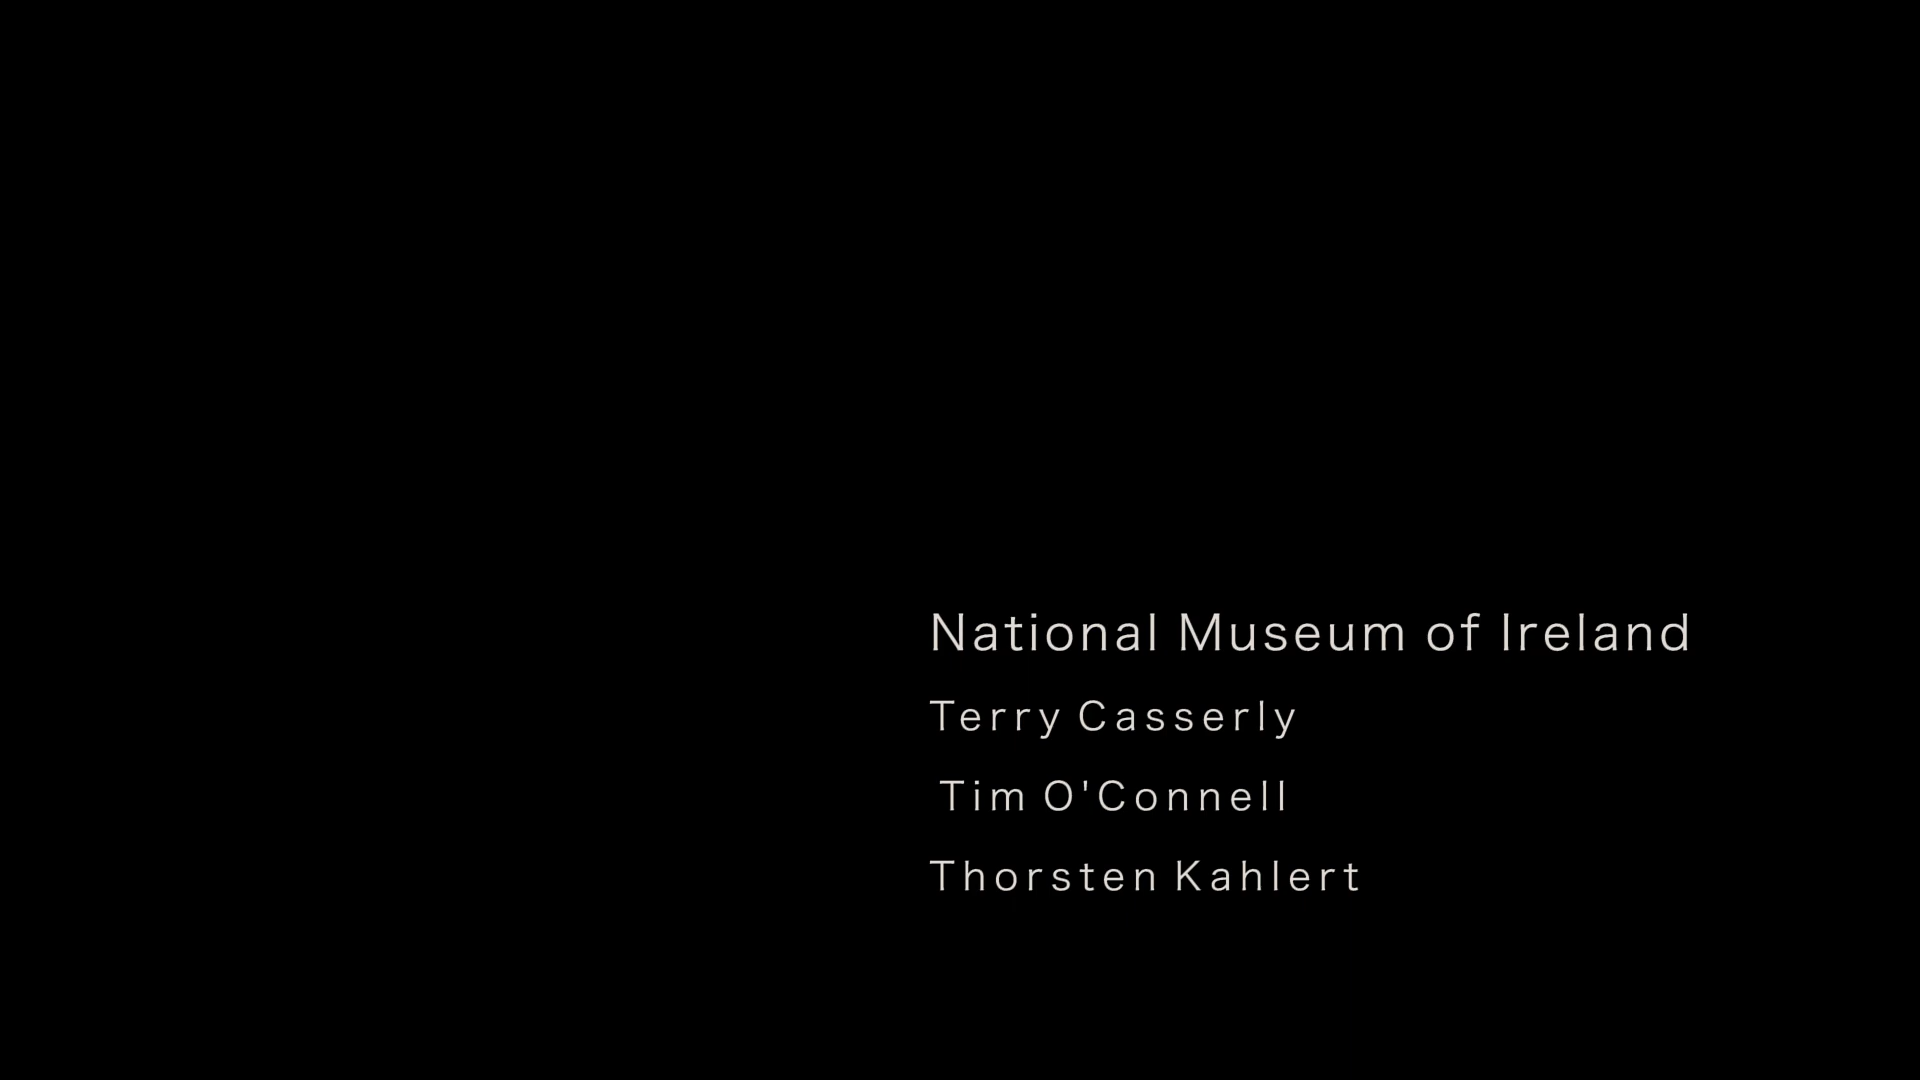 National Museum of Ireland
Terry Casserly
Tim O'Connell
Thorsten Kahlert